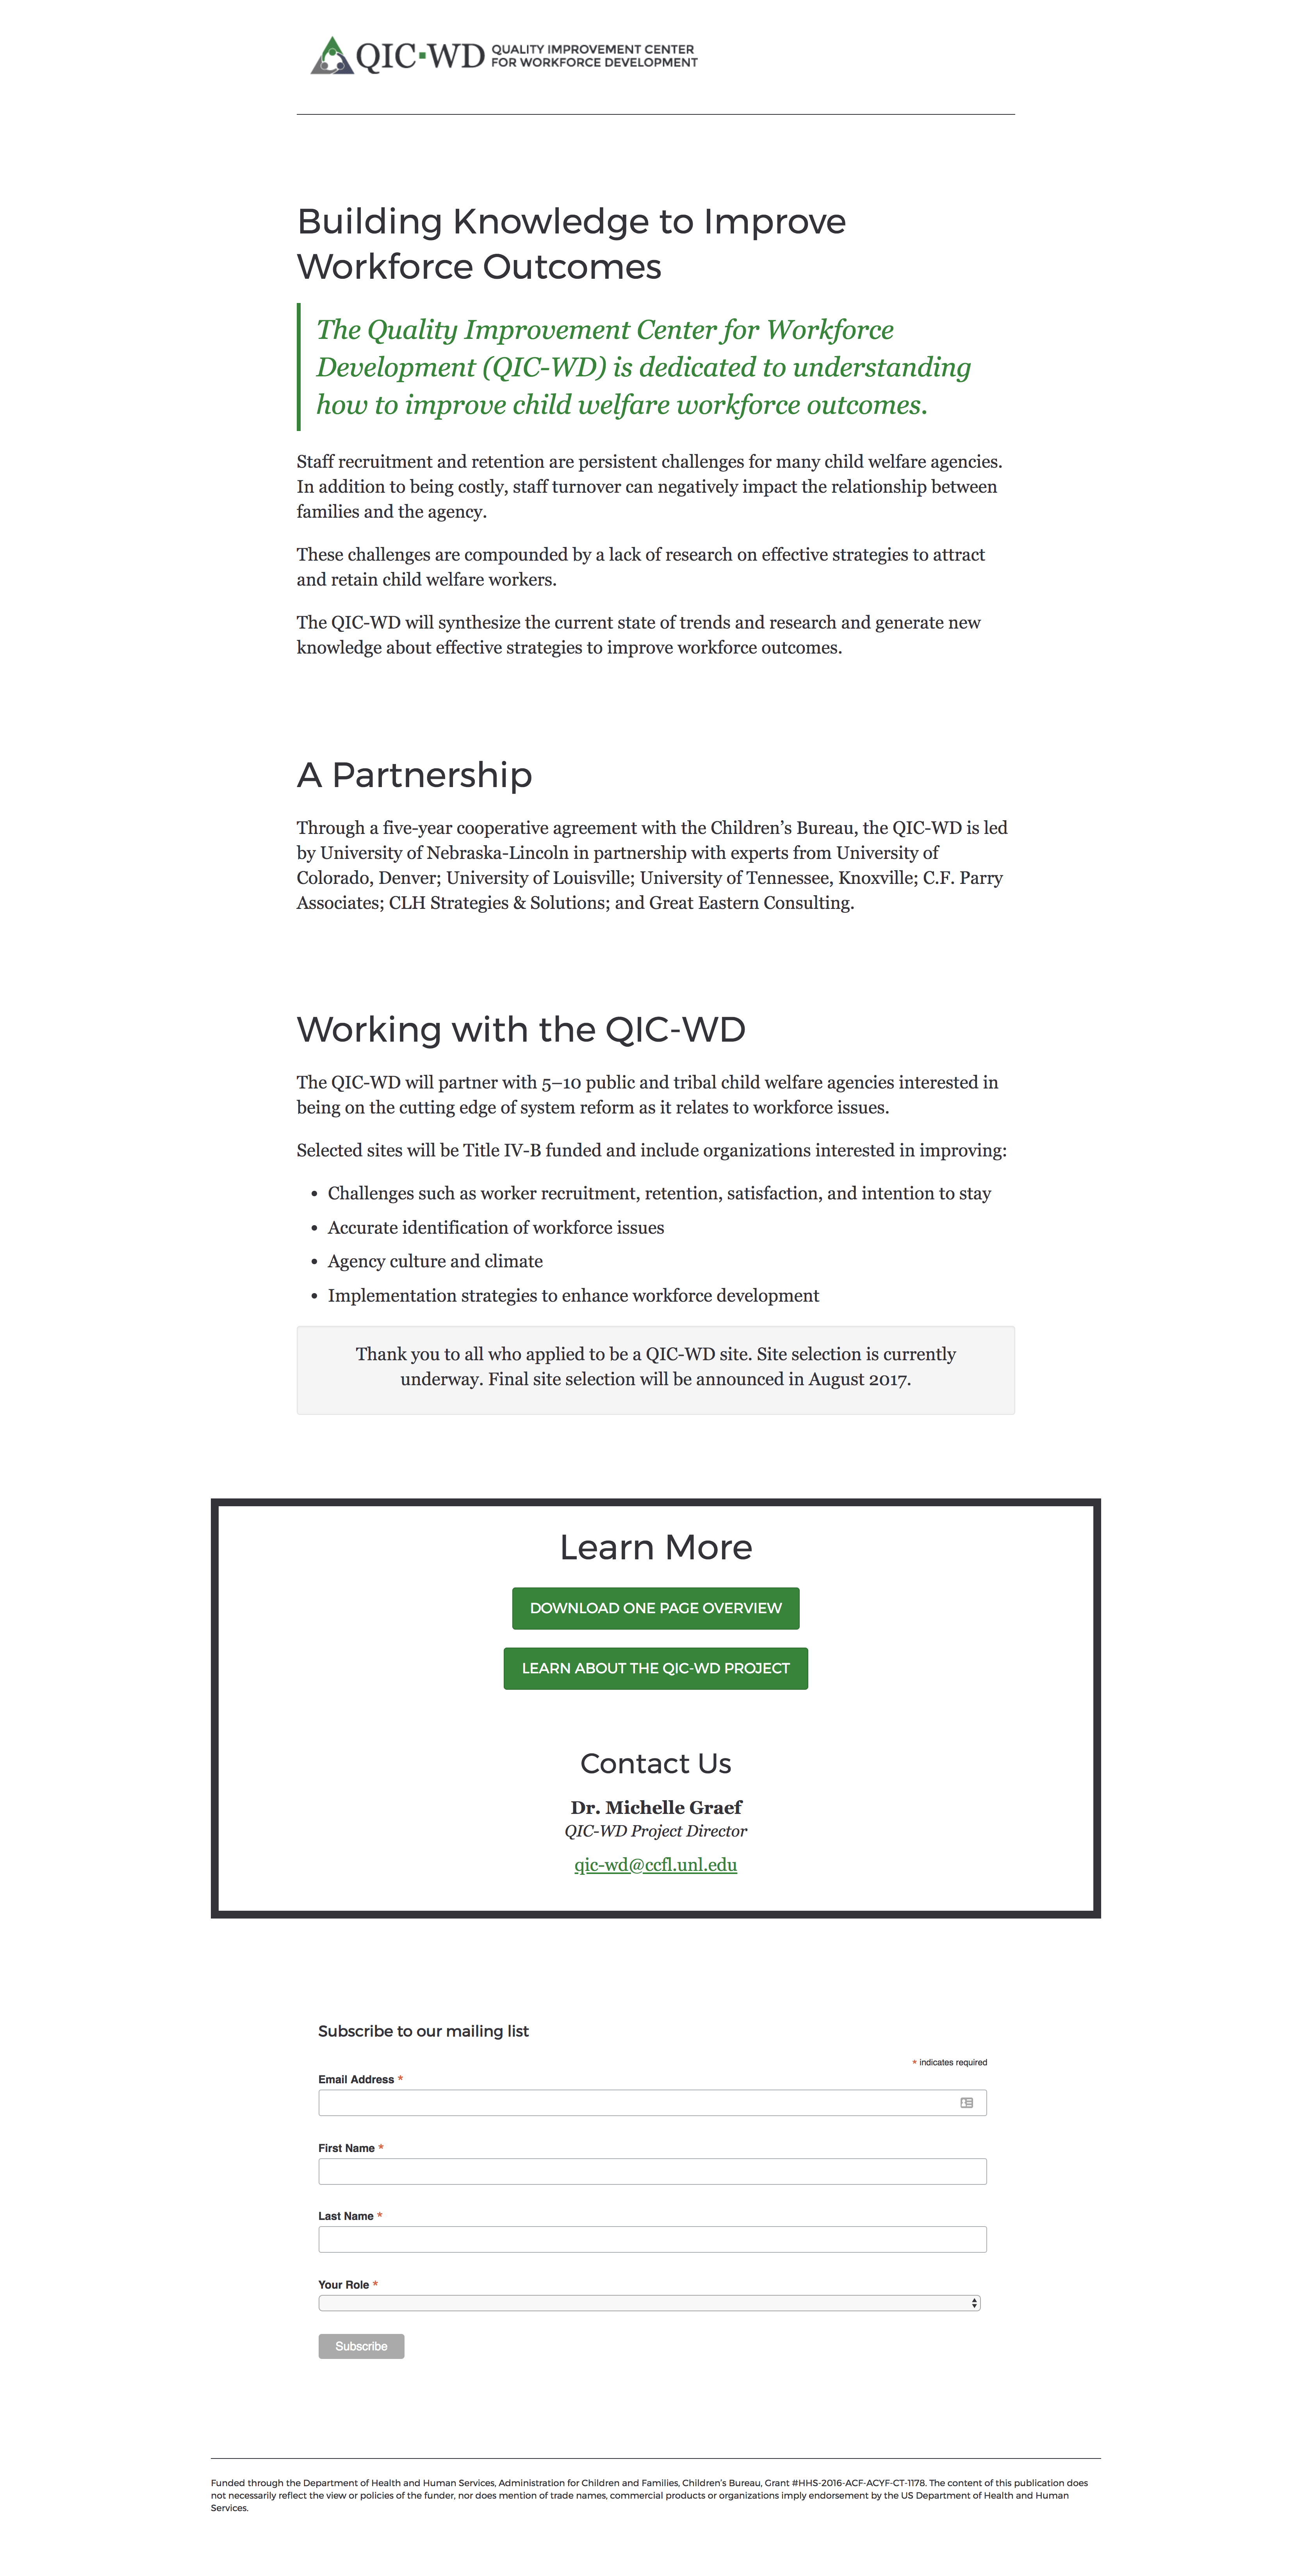 QIC-WD QUALITY IMPROVEMENT CENTER
FOR WORKFORCE DEVELOPMENT
Building Knowledge to Improve
Workforce Outcomes
The Quality Improvement Center for Workforce
Development (QIC-WD) is dedicated to understanding
how to improve child welfare workforce outcomes.
Staff recruitment and retention are persistent challenges for many child welfare agencies.
In addition to being costly, staff turnover can negatively impact the relationship between
families and the agency.
These challenges are compounded by a lack of research on effective strategies to attract
and retain child welfare workers.
The QIC-WD will synthesize the current state of trends and research and generate new
knowledge about effective strategies to improve workforce outcomes.
A Partnership
Through a five-year cooperative agreement with the Children’s Bureau, the QIC-WD is led
by University of Nebraska-Lincoln in partnership with experts from University of
Colorado, Denver; University of Louisville; University of Tennessee, Knoxville; C.F. Parry
Associates; CLH Strategies & Solutions; and Great Eastern Consulting.
Working with the QIC-WD
The QIC-WD will partner with 5–10 public and tribal child welfare agencies interested in
being on the cutting edge of system reform as it relates to workforce issues.
Selected sites will be Title IV-B funded and include organizations interested in improving:
• Challenges such as worker recruitment, retention, satisfaction, and intention to stay
• Accurate identification of workforce issues
• Agency culture and climate
• Implementation strategies to enhance workforce development
Thank you to all who applied to be a QIC-WD site. Site selection is currently
underway. Final site selection will be announced in August 2017.
Learn More
DOWNLOAD ONE PAGE OVERVIEW
LEARN ABOUT THE QIC-WD PROJECT
Contact Us
Dr. Michelle Graef
QIC-WD Project Director
qic-wd@ccfl.unl.edu
Subscribe to our mailing list
* indicates required
Email Address *
First Name *
Last Name *
Your Role *
Subscribe
Funded through the Department of Health and Human Services, Administration for Children and Families, Children’s Bureau, Grant #HHS-2016-ACF-ACYF-CT-1178. The content of this publication does
not necessarily reflect the view or policies of the funder, nor does mention of trade names, commercial products or organizations imply endorsement by the US Department of Health and Human
Services.